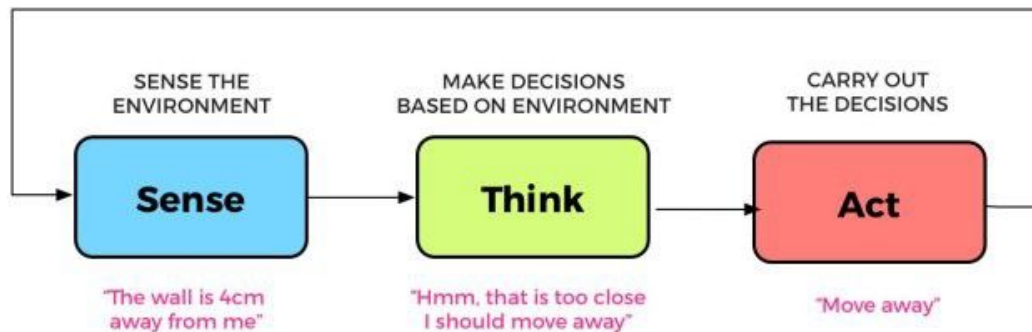 SENSE THE
ENVIRONMENT
Sense
"The wall is 4cm
away from me"
MAKE DECISIONS
BASED ON ENVIRONMENT
Think
"Hmm, that is too close
I should move away"
CARRY OUT
THE DECISIONS
Act
"Move away"